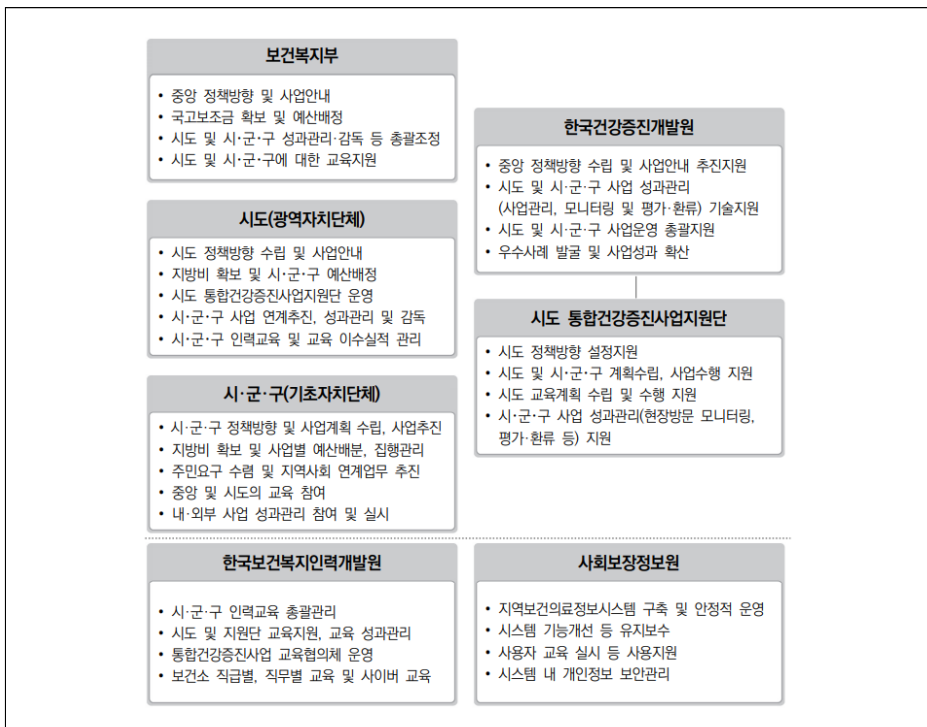 보건복지부
• 중앙 정책방향 및 사업안내
• 국고보조금 확보 및 예산배정
• 시도 및 시·군·구 성과관리·감독 등 총괄조정
• 시도 및 시·군·구에 대한 교육지원
시도(광역자치단체)
• 시도 정책방향 수립 및 사업안내
• 지방비 확보 및 시·군·구 예산배정
• 시도 통합건강증진사업지원단 운영
• 시·군·구 사업 연계추진, 성과관리 및 감독
• 시·군·구 인력교육 및 교육 이수실적 관리
시·군·구(기초자치단체)
• 시·군·구 정책방향 및 사업계획 수립, 사업추진
• 지방비 확보 및 사업별 예산배분, 집행관리
• 주민요구 수렴 및 지역사회 연계업무 추진
• 중앙 및 시도의 교육 참여
• 내·외부 사업 성과관리 참여 및 실시
한국건강증진개발원
• 중앙 정책방향 수립 및 사업안내 추진지원
• 시도 및 시·군·구 사업 성과관리
(사업관리, 모니터링 및 평가·환류) 기술지원
• 시도 및 시·군·구 사업운영 총괄지원
• 우수사례 발굴 및 사업성과 확산
시도 통합건강증진사업지원단
• 시도 정책방향 설정지원
• 시도 및 시·군·구 계획수립, 사업수행 지원
• 시도 교육계획 수립 및 수행 지원
• 시·군·구 사업 성과관리(현장방문 모니터링,
평가·환류 등) 지원
한국보건복지인력개발원
• 시·군·구 인력교육 총괄관리
• 시도 및 지원단 교육지원, 교육 성과관리
• 통합건강증진사업 교육협의체 운영
• 보건소 직급별, 직무별 교육 및 사이버 교육
사회보장정보원
• 지역보건의료정보시스템 구축 및 안정적 운영
• 시스템 기능개선 등 유지보수
• 사용자 교육 실시 등 사용지원
• 시스템 내 개인정보 보안관리